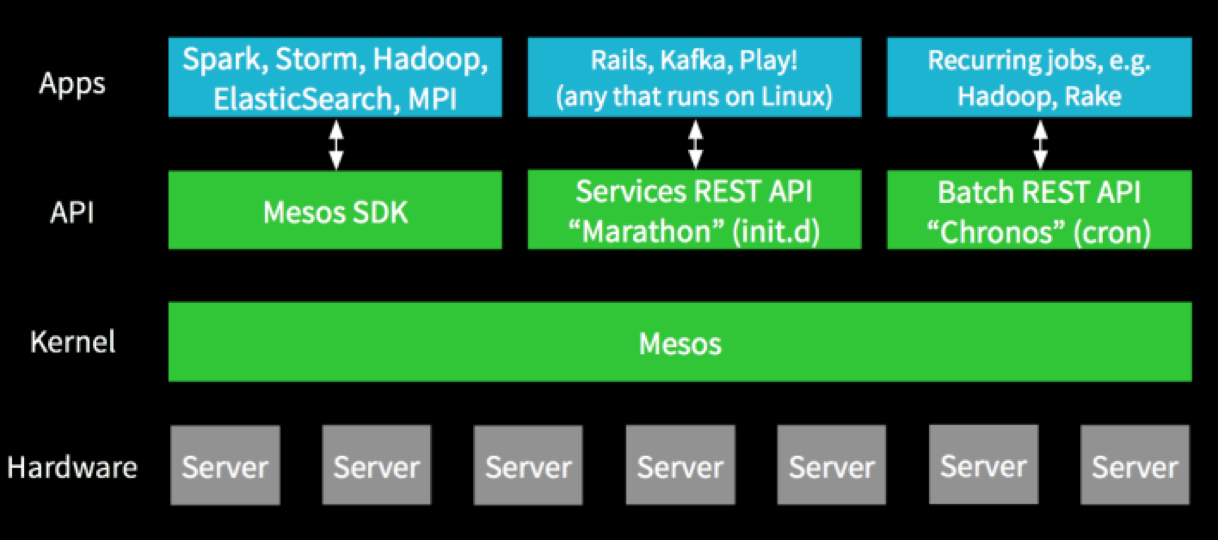 Apps
Spark, Storm, Hadoop,
ElasticSearch, MPI
Rails, Kafka, Play!
(any that runs on Linux)
Recurring jobs, e.g.
Hadoop, Rake
API
Mesos SDK
Services REST API
“Marathon” (init.d)
Batch REST API
“Chronos” (cron)
Kernel
Mesos
Hardware
Server
Server
Server
Server
Server
Server
Server